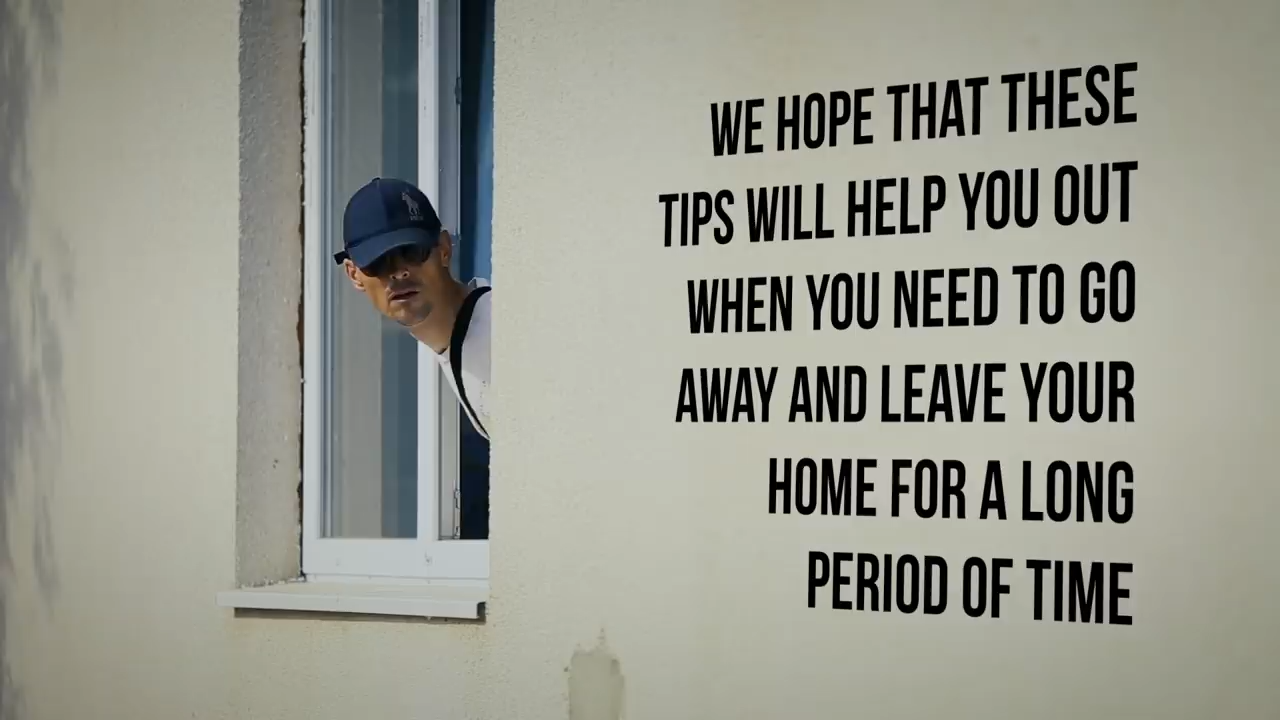 WE HOPE THAT THESE
TIPS WILL HELP YOU OUT
WHEN YOU NEED TO GO
AWAY AND LEAVE YOUR
HOME FOR A LONG
PERIOD OF TIME